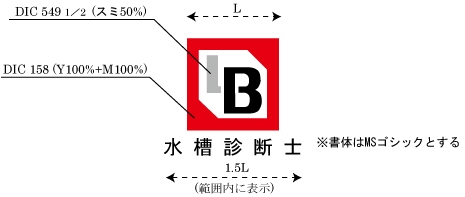 DIC 549 1／2 (スミ50%)
L
DIC 158 (Y100%+M100%)
B
水槽診断士
※書体はMSゴシックとする
1.5L
(範囲内に表示)